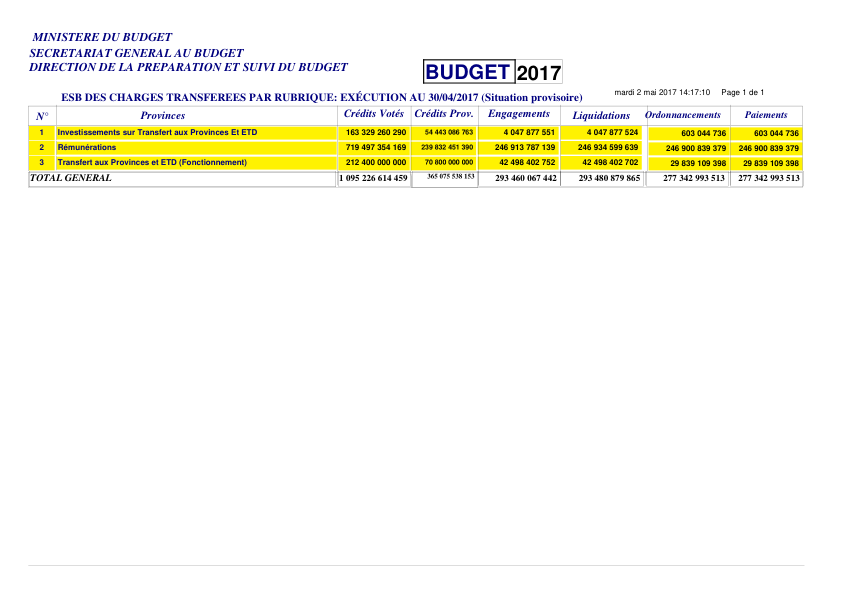 MINISTERE DU BUDGET
SECRETARIAT GENERAL AU BUDGET
DIRECTION DE LA PREPARATION ET SUIVI DU BUDGET
BUDGET 2017
mardi 2 mai 2017 14:17:10 Page 1 de 1
ESB DES CHARGES TRANSFEREES PAR RUBRIQUE: EXÉCUTION AU 30/04/2017 (Situation provisoire)
N° Provinces Crédits Votés Crédits Prov. Engagements Liquidations Ordonnancements Paiements
1 Investissements sur Transfert aux Provinces Et ETD 163 329 260 290 54 443 086 763 4 047 877 551 4 047 877 524 603 044 736 603 044 736
2 Rémunérations 719 497 354 169 239 832 451 390 246 913 787 139 246 934 599 639 246 900 839 379 246 900 839 379
3 Transfert aux Provinces et ETD (Fonctionnement) 212 400 000 000 70 800 000 000 42 498 402 752 42 498 402 702 29 839 109 398 29 839 109 398
TOTAL GENERAL 1 095 226 614 459 365 075 538 153 293 460 067 442 293 480 879 865 277 342 993 513 277 342 993 513